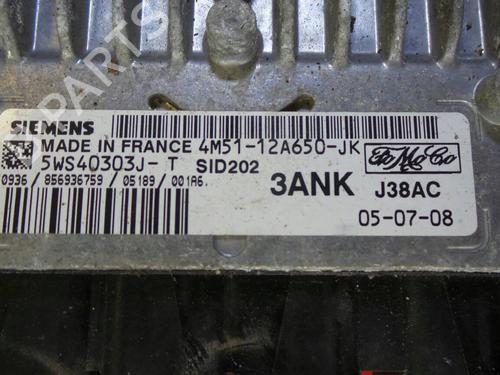 SIEMENS
MADE IN FRANCE 4M51-12A650-JK
5WS40303J-T SID202
0936/856936759/05189/001A6.
3ANK
FoMoCo
J38AC
05-07-08